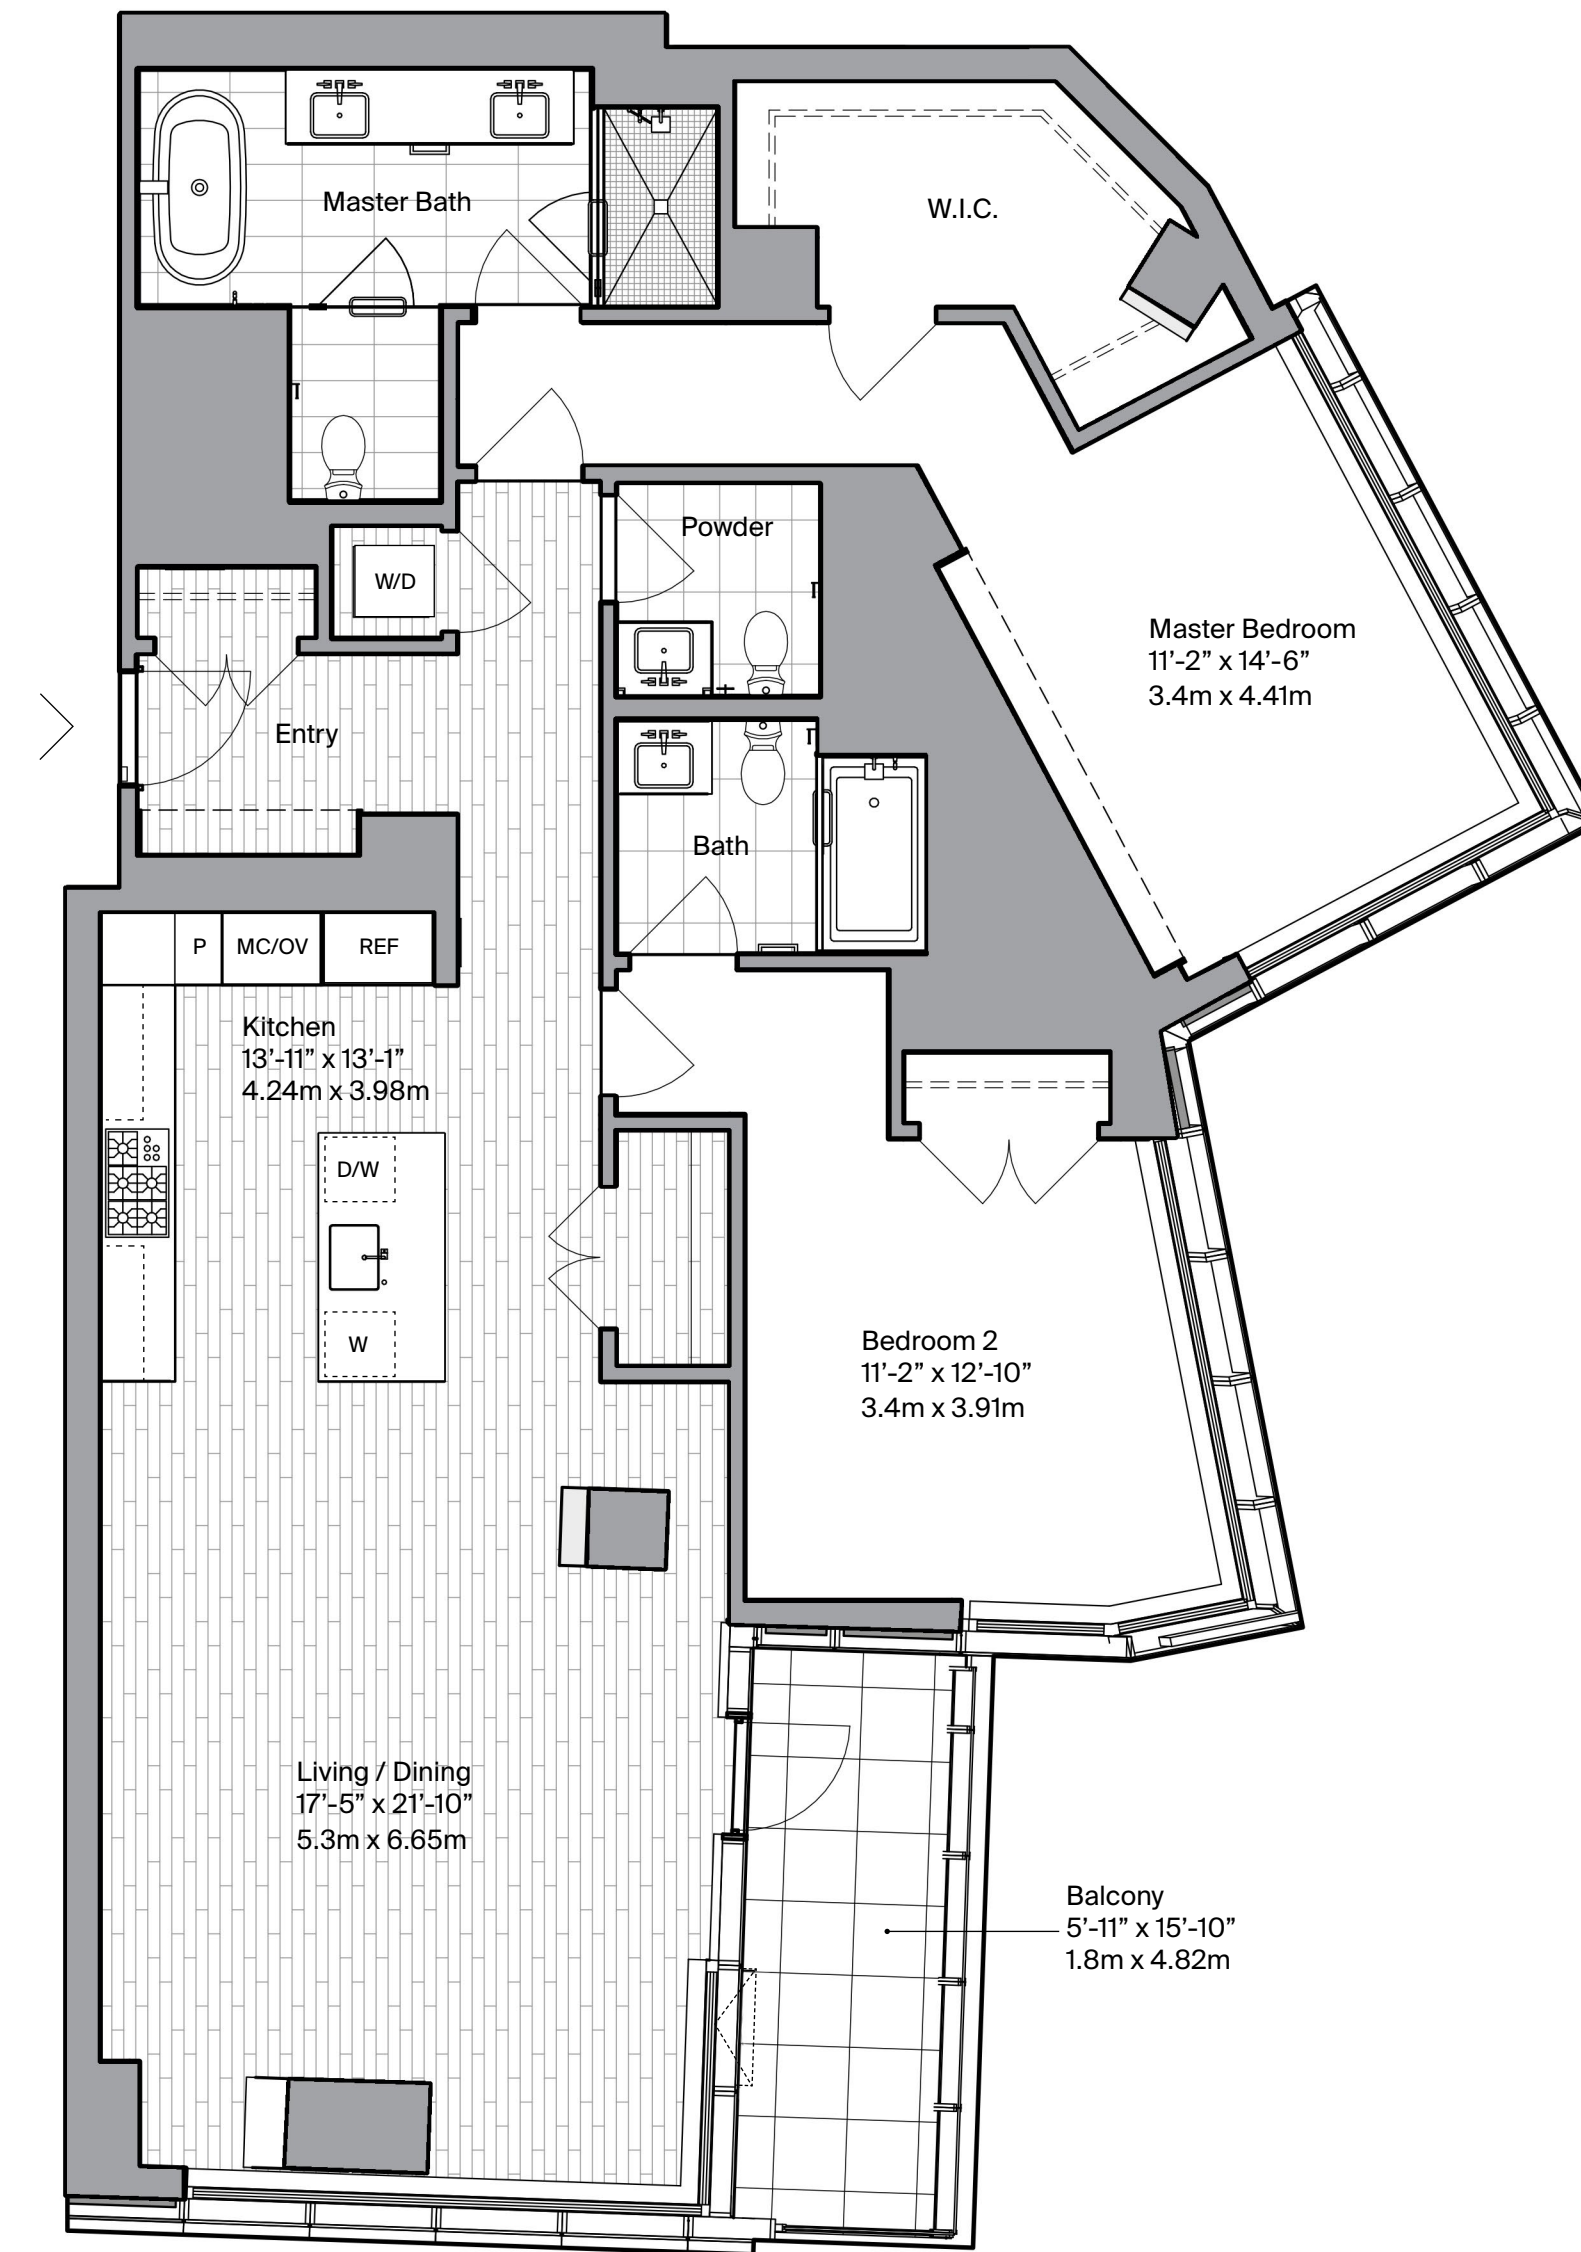 Master Bath
W.I.C.
Powder
W/D
Master Bedroom
11’-2” x 14’-6”
3.4m x 4.41m
Entry
Bath
P
MC/OV
REF
Kitchen
13’-11” x 13’-1”
4.24m x 3.98m
D/W
W
Bedroom 2
11’-2” x 12’-10”
3.4m x 3.91m
Living / Dining
17’-5” x 21’-10”
5.3m x 6.65m
Balcony
5’-11” x 15’-10”
1.8m x 4.82m